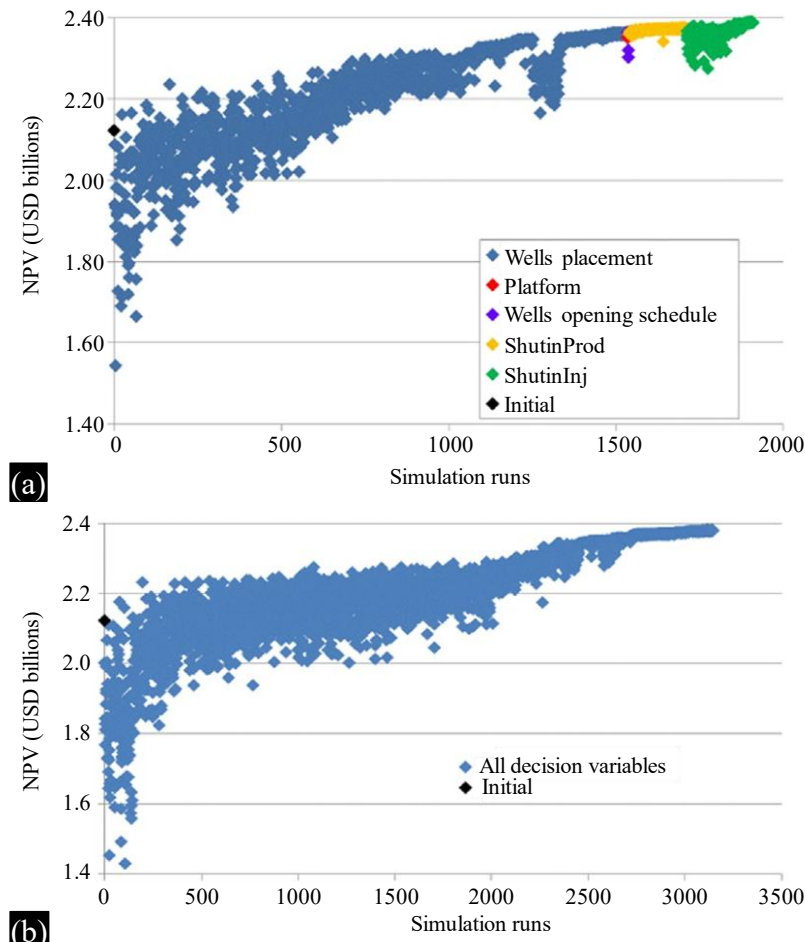 2.40
2.20
2.00
1.80
1.60
1.40
NPV (USD billions)
Wells placement
Platform
Wells opening schedule
ShutinProd
ShutinInj
Initial
0
500
1000
1500
2000
Simulation runs
(a)
2.4
2.2
2.0
1.8
1.6
1.4
NPV (USD billions)
All decision variables
Initial
0
500
1000
1500
2000
2500
3000
3500
Simulation runs
(b)